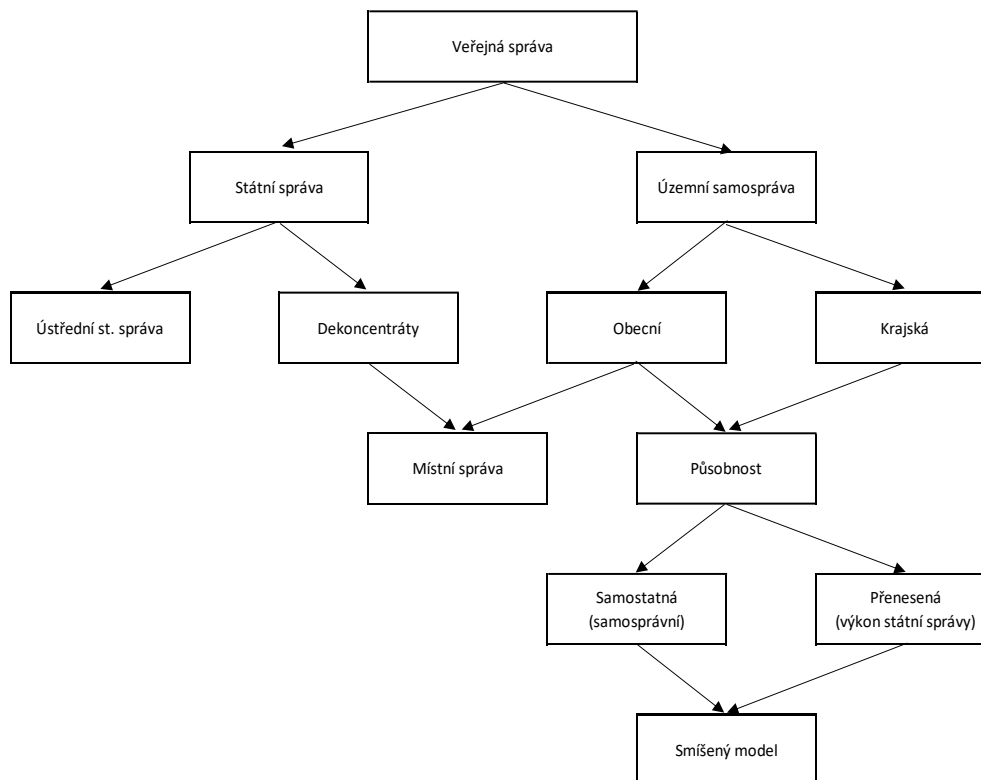 Veřejná správa
Státní správa
Územní samospráva
Ústřední st. správa
Dekoncentráty
Obecní
Krajská
Místní správa
Působnost
Samostatná
(samosprávní)
Přenesená
(výkon státní správy)
Smíšený model